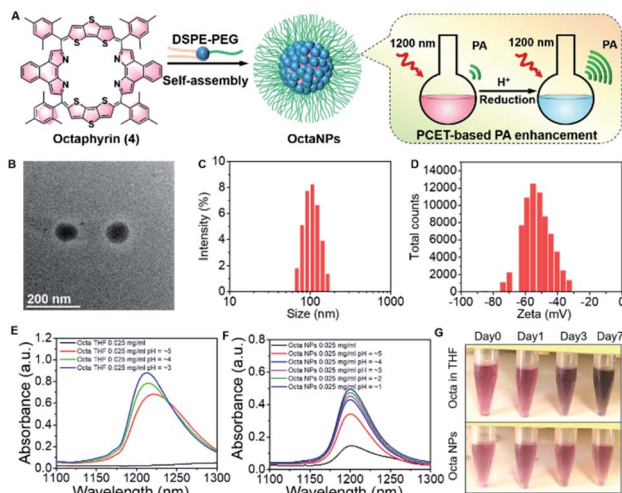 A
DSPE-PEG
Self-assembly
Octaphyrin (4)
OctaNPs
1200 nm
PA
H⁺
Reduction
1200 nm
PA
PCET-based PA enhancement
N
N
N
N
S
S
S
S
S
S
B
200 nm
C
Intensity (%)
10
8
6
4
2
0
10
100
1000
Size (nm)
D
Total counts
14000
12000
10000
8000
6000
4000
2000
0
-100
-80
-60
-40
-20
0
Zeta (mV)
E
Absorbance (a.u.)
1.2
1.0
0.8
0.6
0.4
0.2
0.0
Octa THF 0.025 mg/ml
Octa THF 0.025 mg/ml pH = ~5
Octa THF 0.025 mg/ml pH = ~4
Octa THF 0.025 mg/ml pH = ~3
1100
1150
1200
1250
1300
Wavelength (nm)
F
Absorbance (a.u.)
0.8
0.6
0.4
0.2
0.0
Octa NPs 0.025 mg/ml
Octa NPs 0.025 mg/ml pH = ~5
Octa NPs 0.025 mg/ml pH = ~4
Octa NPs 0.025 mg/ml pH = ~3
Octa NPs 0.025 mg/ml pH = ~2
Octa NPs 0.025 mg/ml pH = ~1
1100
1150
1200
1250
1300
Wavelength (nm)
G
Day0 Day1 Day3 Day7
Octa in THF
Octa NPs